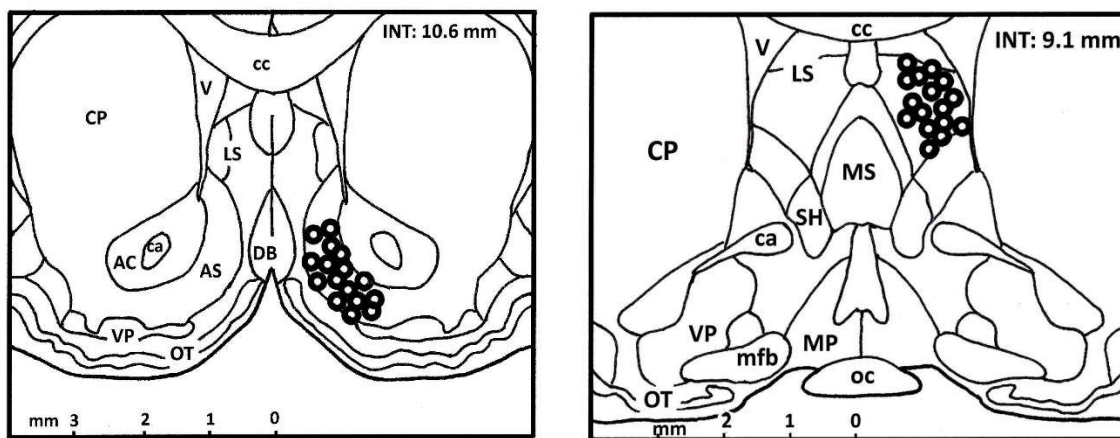 INT: 10.6 mm
cc
V
CP
LS
ca
DB
AC
AS
VP
OT
mm 3 2 1 0
cc
INT: 9.1 mm
V
LS
CP
MS
SH
ca
VP
MP
mfb
oc
OT
mm 2 1 0